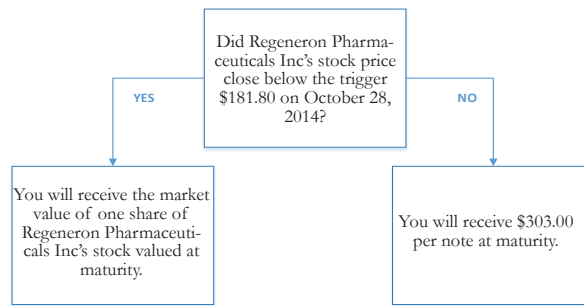 Did Regeneron Pharma-
ceuticals Inc's stock price
close below the trigger
$181.80 on October 28,
2014?
YES
NO
You will receive the market
value of one share of
Regeneron Pharmaceuti-
cals Inc's stock valued at
maturity.
You will receive $303.00
per note at maturity.